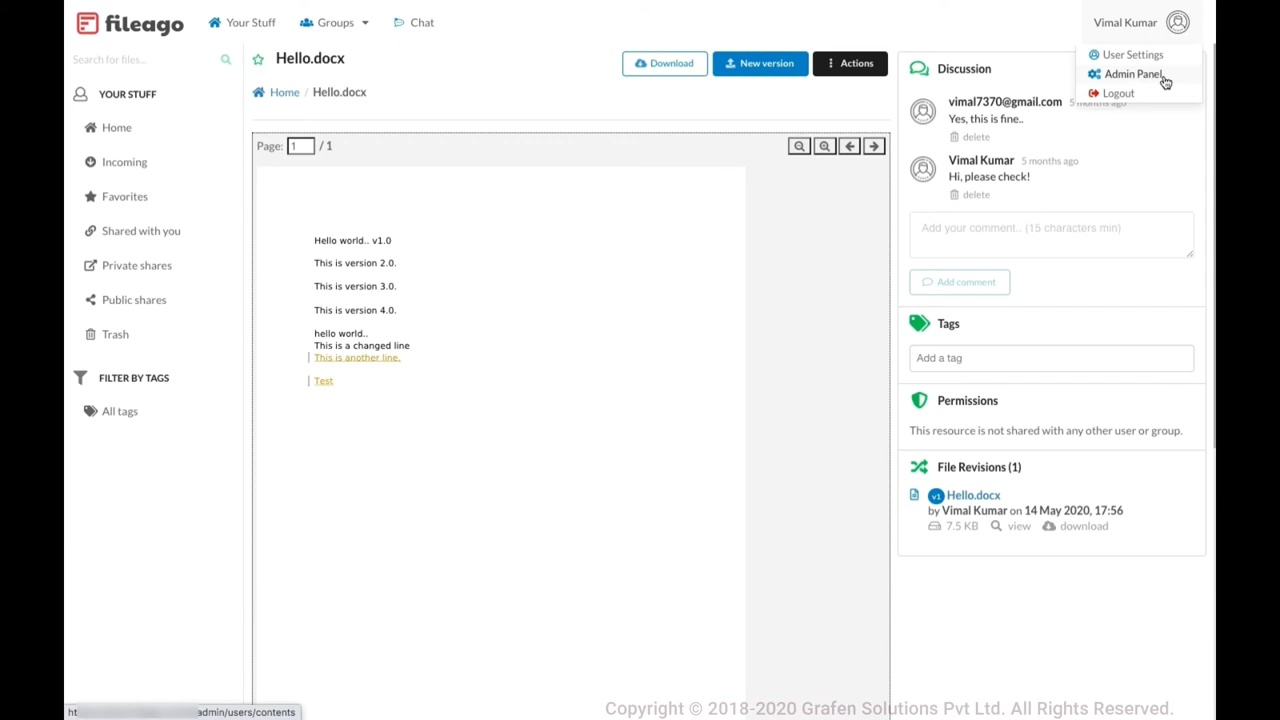 fileago
Your Stuff
Groups
Chat
Vimal Kumar
User Settings
Admin Panel
Logout
Search for files...
YOUR STUFF
Home
Incoming
Favorites
Shared with you
Private shares
Public shares
Trash
FILTER BY TAGS
All tags
Hello.docx
Download
New version
Actions
Home / Hello.docx
Page: 1 / 1
Hello world.. v1.0
This is version 2.0.
This is version 3.0.
This is version 4.0.
hello world..
This is a changed line
This is another line.
Test
Discussion
vimal7370@gmail.com 5 months ago
Yes, this is fine..
delete
Vimal Kumar 5 months ago
Hi, please check!
delete
Add your comment.. (15 characters min)
Add comment
Tags
Add a tag
Permissions
This resource is not shared with any other user or group.
File Revisions (1)
v1 Hello.docx
by Vimal Kumar on 14 May 2020, 17:56
7.5 KB view download
ht admin/users/contents
Copyright © 2018-2020 Grafen Solutions Pvt Ltd. All Rights Reserved.